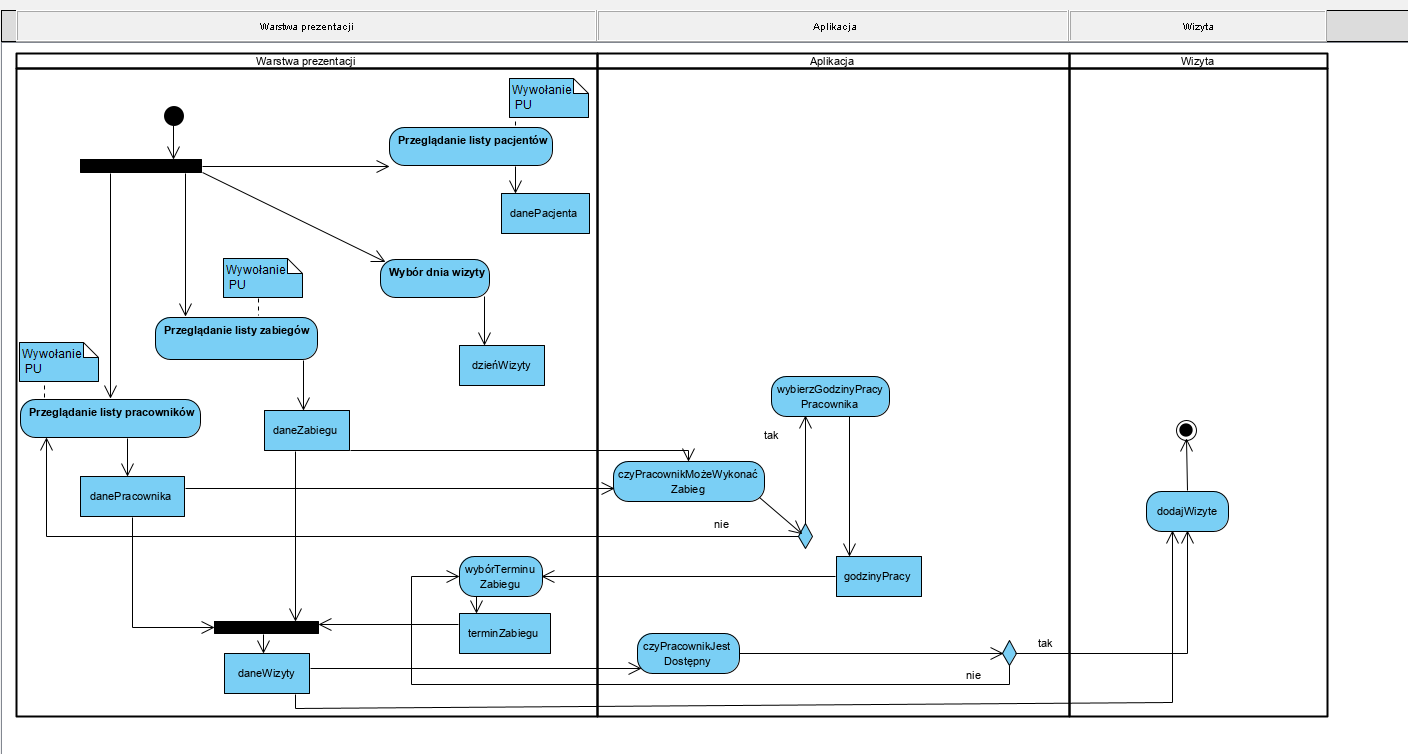 Warstwa prezentacji
Aplikacja
Wizyta
Warstwa prezentacji
Aplikacja
Wizyta
Wywołanie
PU
Przeglądanie listy pacjentów
danePacjenta
Wywołanie
PU
Wybór dnia wizyty
Przeglądanie listy zabiegów
Wywołanie
PU
dzieńWizyty
wybierzGodzinyPracy
Pracownika
Przeglądanie listy pracowników
daneZabiegu
tak
czyPracownikMożeWykonać
Zabieg
danePracownika
dodajWizyte
nie
wybórTerminu
Zabiegu
godzinyPracy
terminZabiegu
czyPracownikJest
Dostępny
tak
daneWizyty
nie